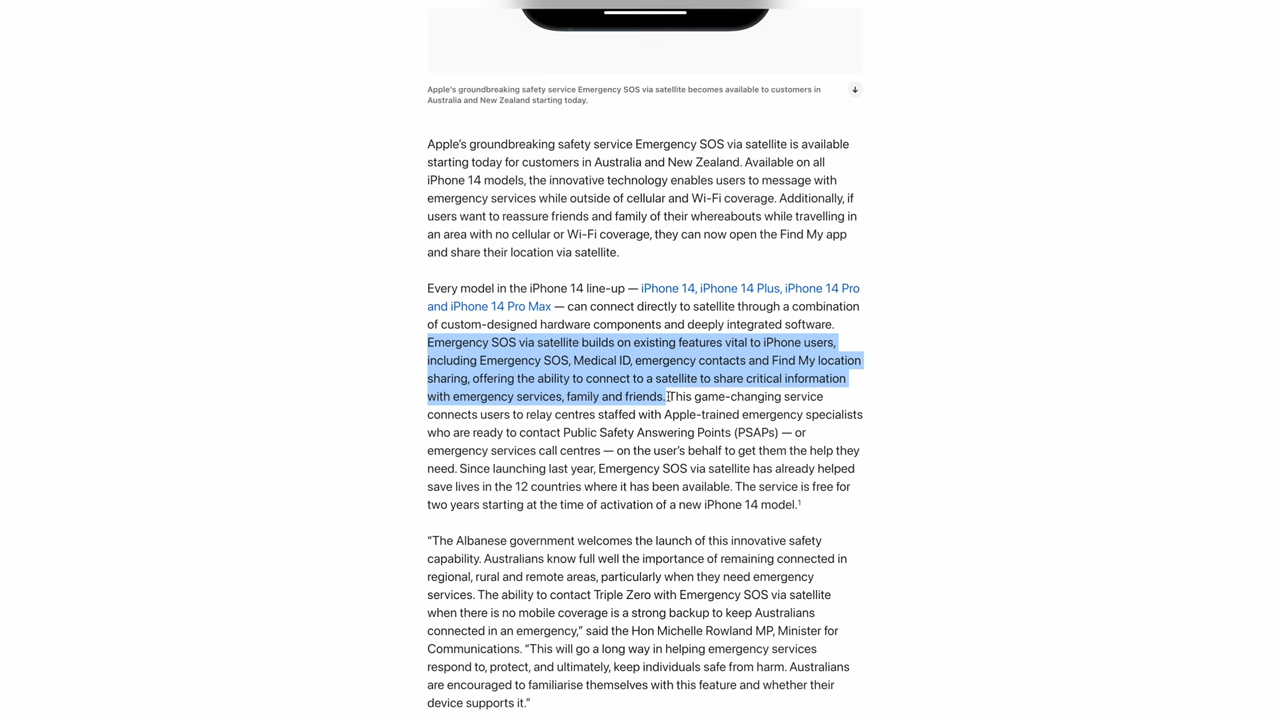 Apple's groundbreaking safety service Emergency SOS via satellite becomes available to customers in
Australia and New Zealand starting today.
Apple's groundbreaking safety service Emergency SOS via satellite is available
starting today for customers in Australia and New Zealand. Available on all
iPhone 14 models, the innovative technology enables users to message with
emergency services while outside of cellular and Wi-Fi coverage. Additionally, if
users want to reassure friends and family of their whereabouts while travelling in
an area with no cellular or Wi-Fi coverage, they can now open the Find My app
and share their location via satellite.
Every model in the iPhone 14 line-up — iPhone 14, iPhone 14 Plus, iPhone 14 Pro
and iPhone 14 Pro Max — can connect directly to satellite through a combination
of custom-designed hardware components and deeply integrated software.
Emergency SOS via satellite builds on existing features vital to iPhone users,
including Emergency SOS, Medical ID, emergency contacts and Find My location
sharing, offering the ability to connect to a satellite to share critical information
with emergency services, family and friends. This game-changing service
connects users to relay centres staffed with Apple-trained emergency specialists
who are ready to contact Public Safety Answering Points (PSAPs) — or
emergency services call centres — on the user's behalf to get them the help they
need. Since launching last year, Emergency SOS via satellite has already helped
save lives in the 12 countries where it has been available. The service is free for
two years starting at the time of activation of a new iPhone 14 model.¹
“The Albanese government welcomes the launch of this innovative safety
capability. Australians know full well the importance of remaining connected in
regional, rural and remote areas, particularly when they need emergency
services. The ability to contact Triple Zero with Emergency SOS via satellite
when there is no mobile coverage is a strong backup to keep Australians
connected in an emergency,” said the Hon Michelle Rowland MP, Minister for
Communications. “This will go a long way in helping emergency services
respond to, protect, and ultimately, keep individuals safe from harm. Australians
are encouraged to familiarise themselves with this feature and whether their
device supports it.”